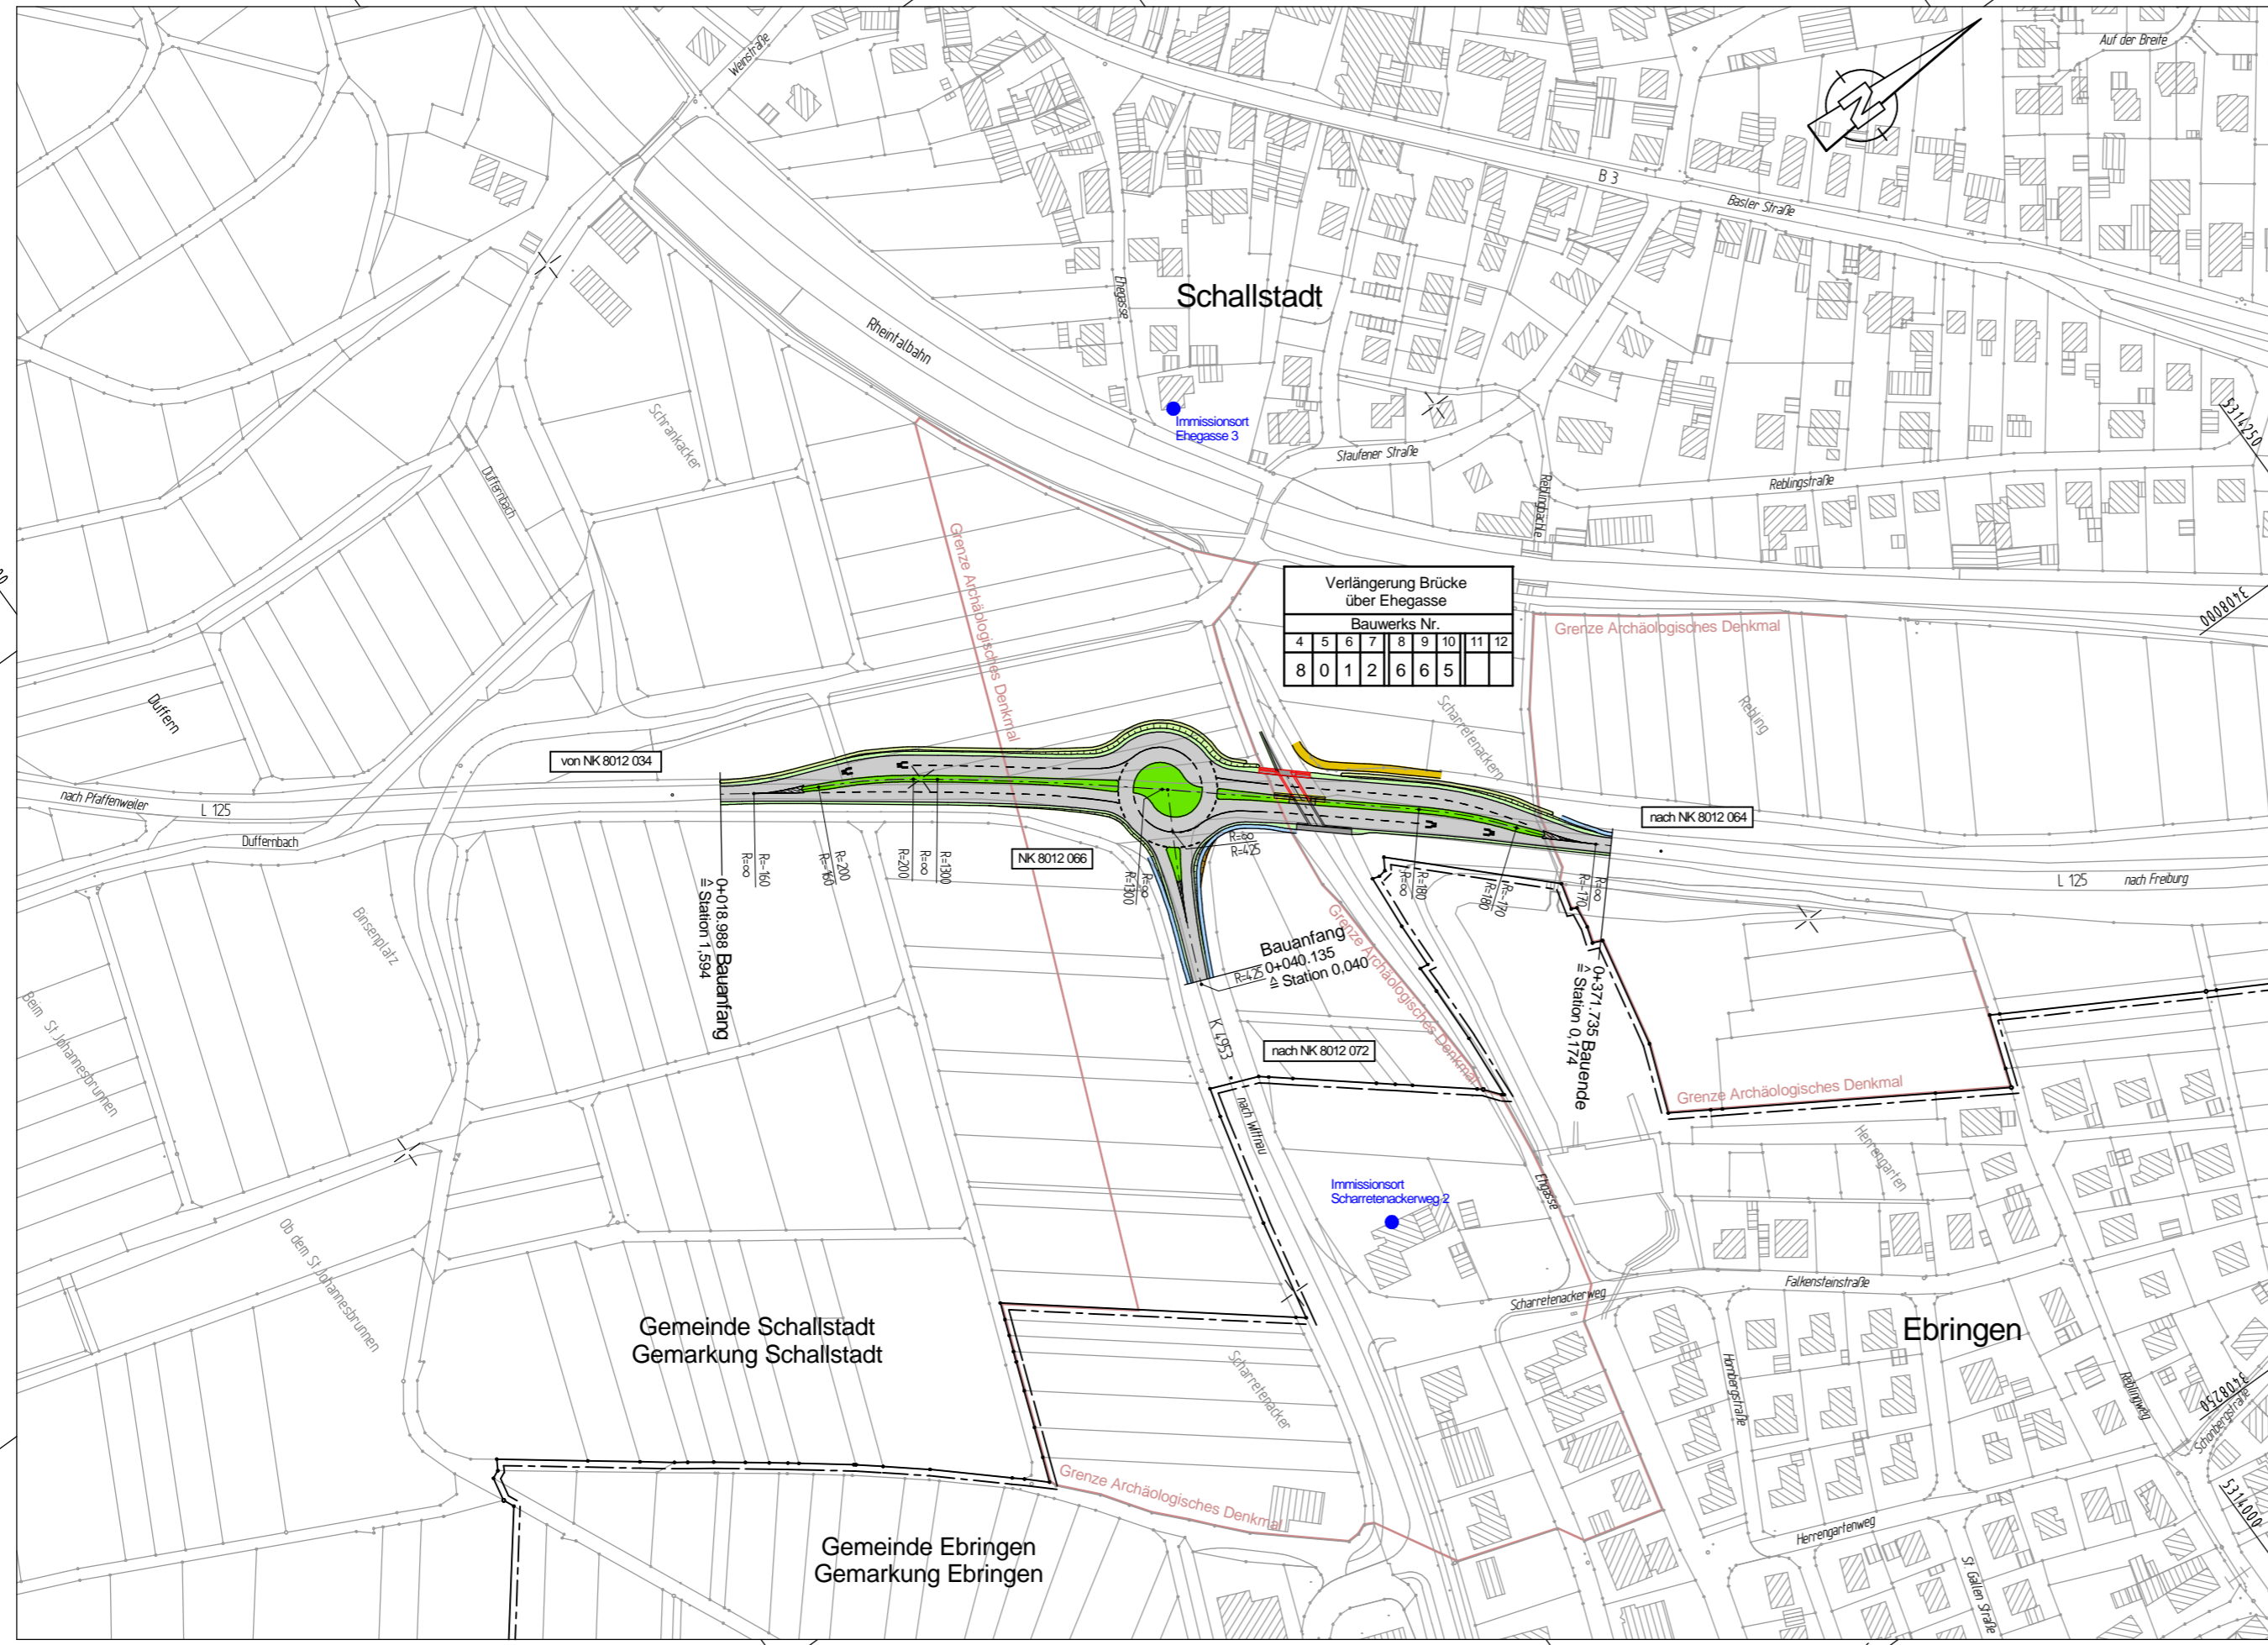 Weinstraße
Auf der Breite
B 3
Basler Straße
Ehegasse
Schallstadt
Rheintalbahn
Immissionsort
Ehegasse 3
Schrankacker
Staufener Straße
Reblingbächle
Reblingstraße
5314250
3408000
Duffernbach
Grenze Archäologisches Denkmal
Verlängerung Brücke
über Ehegasse
Bauwerks Nr.
4 5 6 7 8 9 10 11 12
8 0 1 2 6 6 5
Grenze Archäologisches Denkmal
Scharretenackern
Rebling
Duffern
von NK 8012 034
nach Pfaffenweiler
L 125
Duffernbach
nach NK 8012 064
NK 8012 066
L 125 nach Freiburg
R=∞
R=-160
R=-160
R=200
R=200
R=∞
R=1300
R=1300
R=∞
R=∞
R=425
R=∞
R=180
R=180
R=-170
R=-170
R=∞
0+018.988 Bauanfang
≙ Station 1,594
Bauanfang
R=425 0+040.135
≙ Station 0,040
0+371.735 Bauende
≙ Station 0,174
Grenze Archäologisches Denkmal
Binsenplatz
Beim St.Johannesbrunnen
Ob dem St.Johannesbrunnen
K 4953
nach NK 8012 072
nach Wittnau
Grenze Archäologisches Denkmal
Herrengarten
Immissionsort
Scharretenackerweg 2
Ehgasse
Scharretenackerweg
Falkensteinstraße
Ebringen
Gemeinde Schallstadt
Gemarkung Schallstadt
Scharretenacker
Hornbergstraße
Reblingweg
3408250
Schönbergstraße
5314000
Grenze Archäologisches Denkmal
Herrengartenweg
St. Gallen Straße
Gemeinde Ebringen
Gemarkung Ebringen